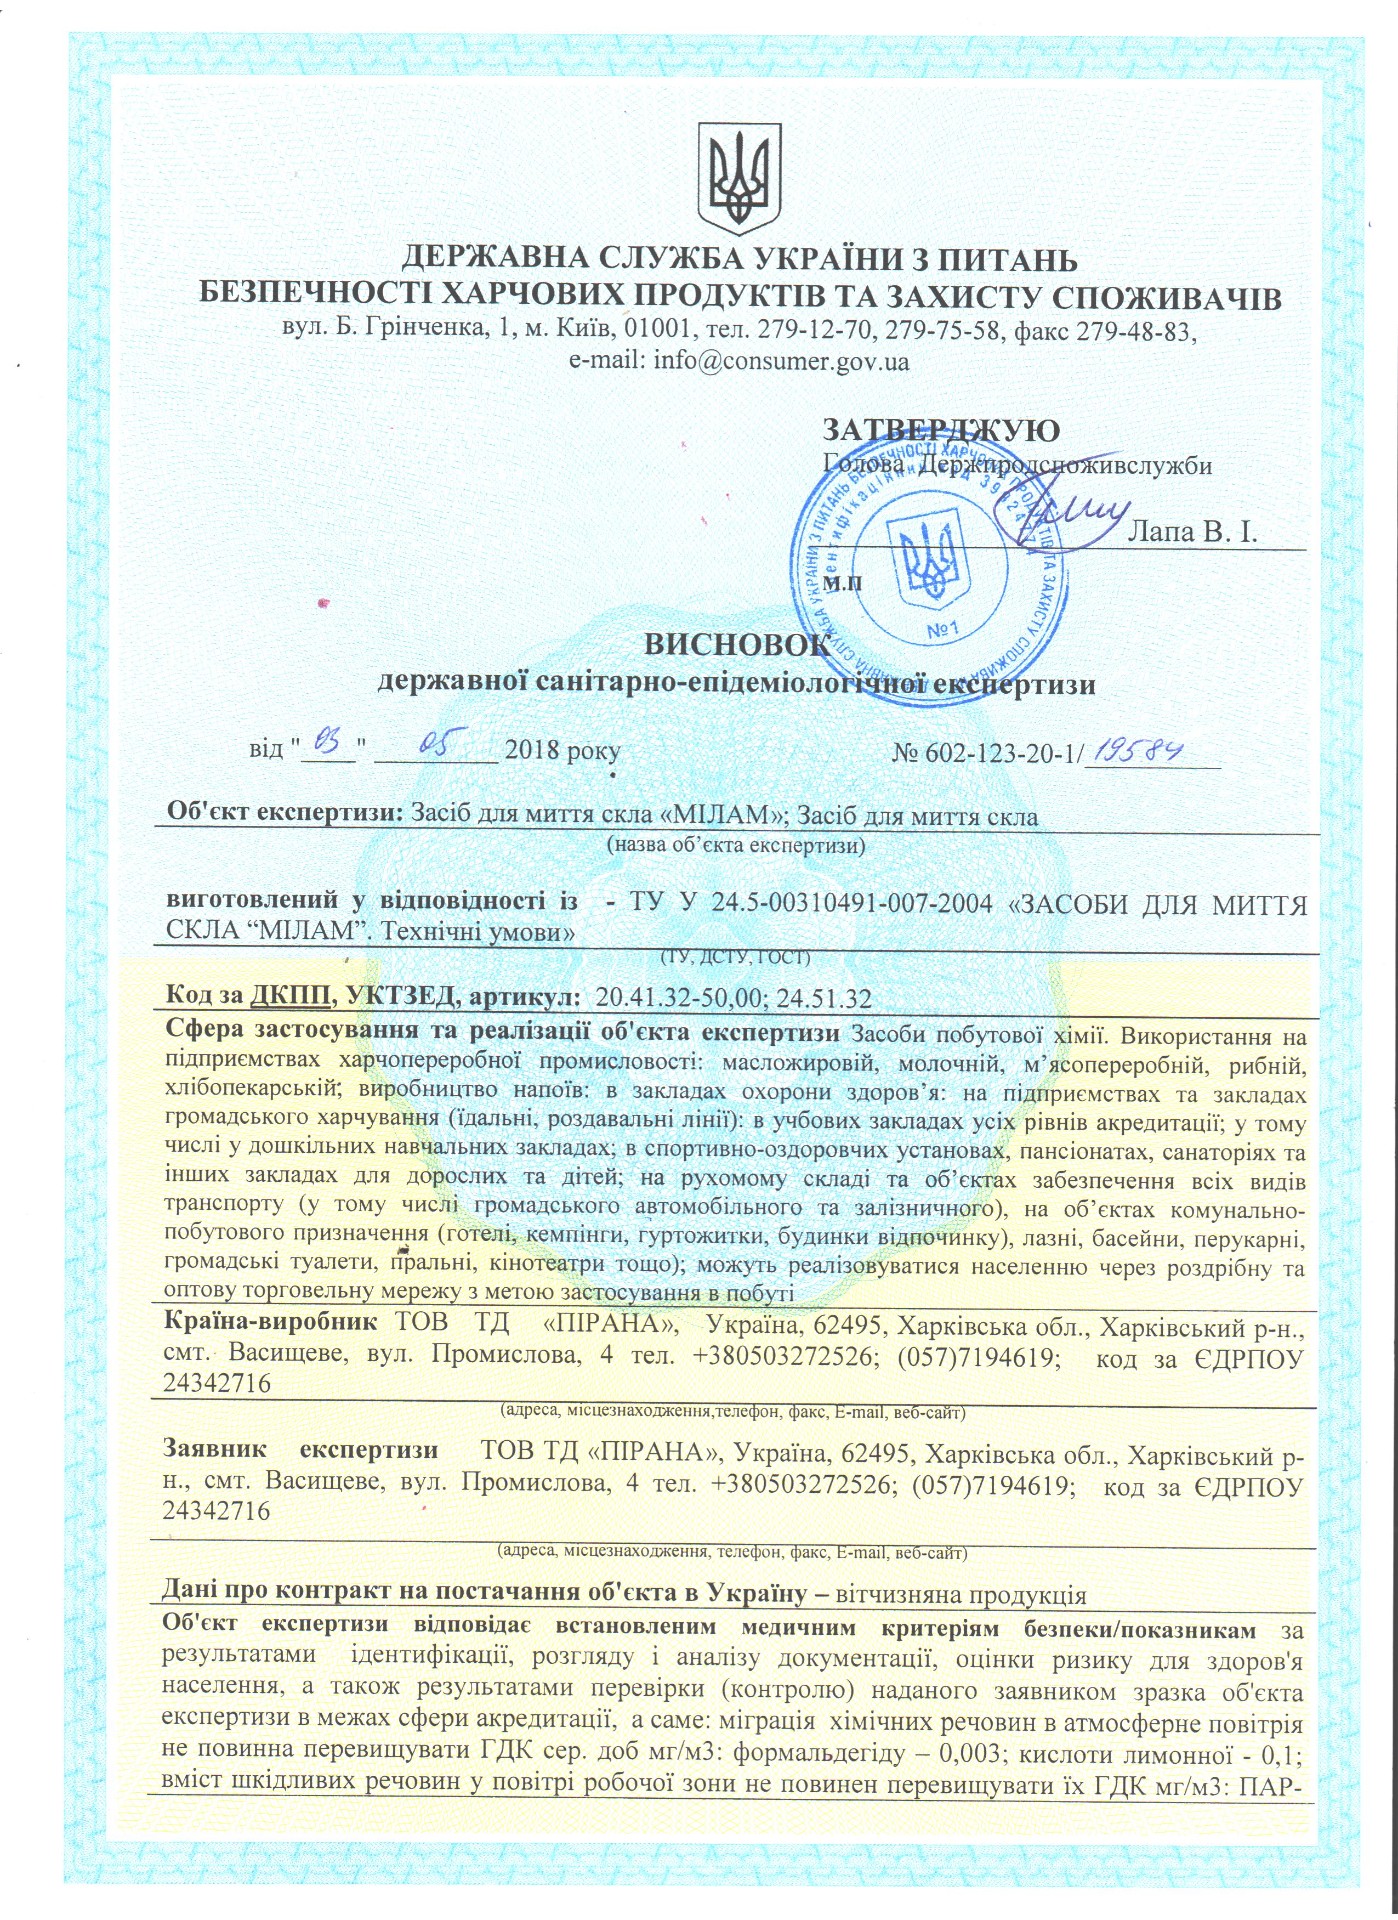 ДЕРЖАВНА СЛУЖБА УКРАЇНИ З ПИТАНЬ
БЕЗПЕЧНОСТІ ХАРЧОВИХ ПРОДУКТІВ ТА ЗАХИСТУ СПОЖИВАЧІВ
вул. Б. Грінченка, 1, м. Київ, 01001, тел. 279-12-70, 279-75-58, факс 279-48-83,
e-mail: info@consumer.gov.ua
ЗАТВЕРДЖУЮ
Голова Держпродспоживслужби
Лапа В. І.
м.п
№1
ВИСНОВОК
державної санітарно-епідеміологічної експертизи
від "03" 05 2018 року № 602-123-20-1/19584
Об'єкт експертизи: Засіб для миття скла «МІЛАМ»; Засіб для миття скла
(назва об’єкта експертизи)
виготовлений у відповідності із - ТУ У 24.5-00310491-007-2004 «ЗАСОБИ ДЛЯ МИТТЯ
СКЛА “МІЛАМ”. Технічні умови»
(ТУ, ДСТУ, ГОСТ)
Код за ДКПП, УКТЗЕД, артикул: 20.41.32-50,00; 24.51.32
Сфера застосування та реалізації об'єкта експертизи Засоби побутової хімії. Використання на
підприємствах харчопереробної промисловості: масложировій, молочній, м’ясопереробній, рибній,
хлібопекарській; виробництво напоїв: в закладах охорони здоров’я: на підприємствах та закладах
громадського харчування (їдальні, роздавальні лінії): в учбових закладах усіх рівнів акредитації; у тому
числі у дошкільних навчальних закладах; в спортивно-оздоровчих установах, пансіонатах, санаторіях та
інших закладах для дорослих та дітей; на рухомому складі та об’єктах забезпечення всіх видів
транспорту (у тому числі громадського автомобільного та залізничного), на об’єктах комунально-
побутового призначення (готелі, кемпінги, гуртожитки, будинки відпочинку), лазні, басейни, перукарні,
громадські туалети, пральні, кінотеатри тощо); можуть реалізовуватися населенню через роздрібну та
оптову торговельну мережу з метою застосування в побуті
Країна-виробник ТОВ ТД «ПІРАНА», Україна, 62495, Харківська обл., Харківський р-н.,
смт. Васищеве, вул. Промислова, 4 тел. +380503272526; (057)7194619; код за ЄДРПОУ
24342716
(адреса, місцезнаходження,телефон, факс, E-mail, веб-сайт)
Заявник експертизи ТОВ ТД «ПІРАНА», Україна, 62495, Харківська обл., Харківський р-
н., смт. Васищеве, вул. Промислова, 4 тел. +380503272526; (057)7194619; код за ЄДРПОУ
24342716
(адреса, місцезнаходження, телефон, факс, E-mail, веб-сайт)
Дані про контракт на постачання об'єкта в Україну – вітчизняна продукція
Об'єкт експертизи відповідає встановленим медичним критеріям безпеки/показникам за
результатами ідентифікації, розгляду і аналізу документації, оцінки ризику для здоров'я
населення, а також результатами перевірки (контролю) наданого заявником зразка об'єкта
експертизи в межах сфери акредитації, а саме: міграція хімічних речовин в атмосферне повітрія
не повинна перевищувати ГДК сер. доб мг/м3: формальдегіду – 0,003; кислоти лимонної - 0,1;
вміст шкідливих речовин у повітрі робочої зони не повинен перевищувати їх ГДК мг/м3: ПАР-